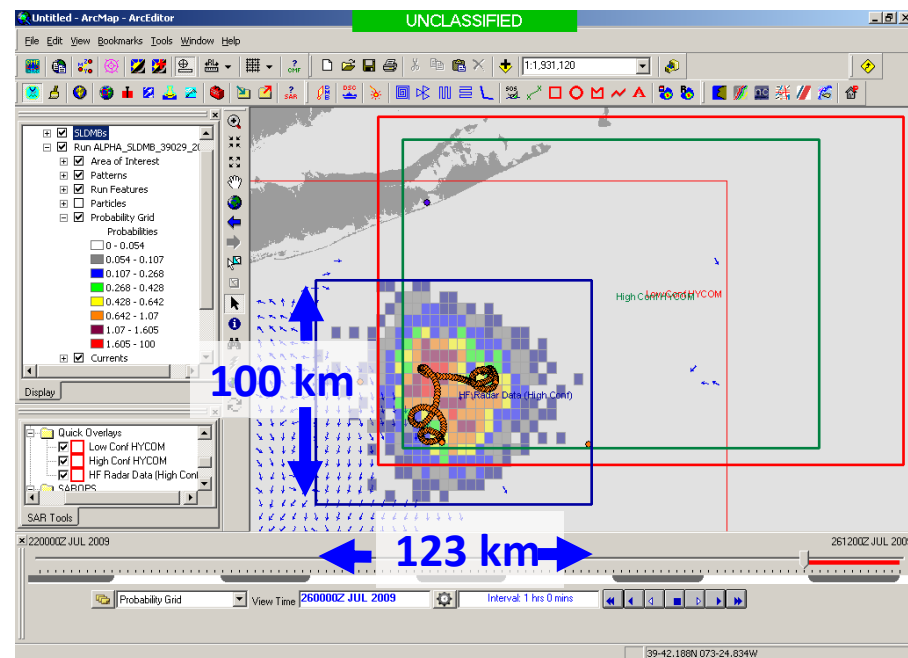 Untitled - ArcMap - ArcEditor
UNCLASSIFIED
File Edit View Bookmarks Tools Window Help
1:1,931,120
SLDMBs
Run ALPHA_SLDMB_39029_20
Area of Interest
Patterns
Run Features
Particles
Probability Grid
Probabilities
0 - 0.054
0.054 - 0.107
0.107 - 0.268
0.268 - 0.428
0.428 - 0.642
0.642 - 1.07
1.07 - 1.605
1.605 - 100
Currents
Display
Quick Overlays
Low Conf HYCOM
High Conf HYCOM
HF Radar Data (High Conf
SAROPS
SAR Tools
High Conf HYCOM
Low Conf HYCOM
HF Radar Data (High Conf)
100 km
123 km
220000Z JUL 2009
261200Z JUL 200
Probability Grid
View Time
260000Z JUL 2009
Interval: 1 hrs 0 mins
39-42.188N 073-24.834W